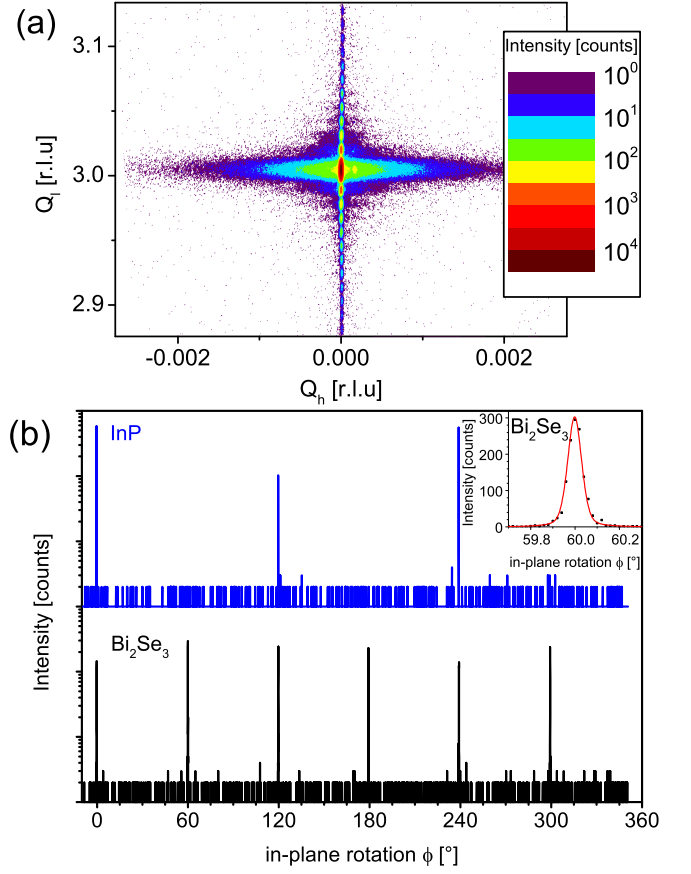 (a)
3.1
3.0
2.9
Q_l [r.l.u]
-0.002
0.000
0.002
Q_h [r.l.u]
Intensity [counts]
10^0
10^1
10^2
10^3
10^4
(b)
InP
Bi₂Se₃
Intensity [counts]
0
60
120
180
240
300
360
in-plane rotation ϕ [°]
Bi₂Se₃
300
200
100
0
Intensity [counts]
59.8
60.0
60.2
in-plane rotation ϕ [°]